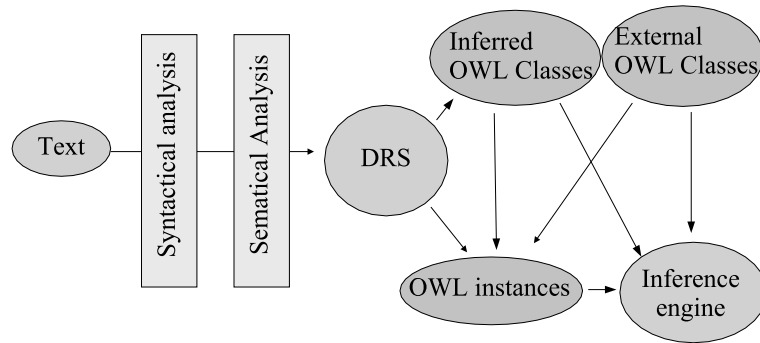 Text
Syntactical analysis
Sematical Analysis
DRS
Inferred
OWL Classes
External
OWL Classes
OWL instances
Inference
engine